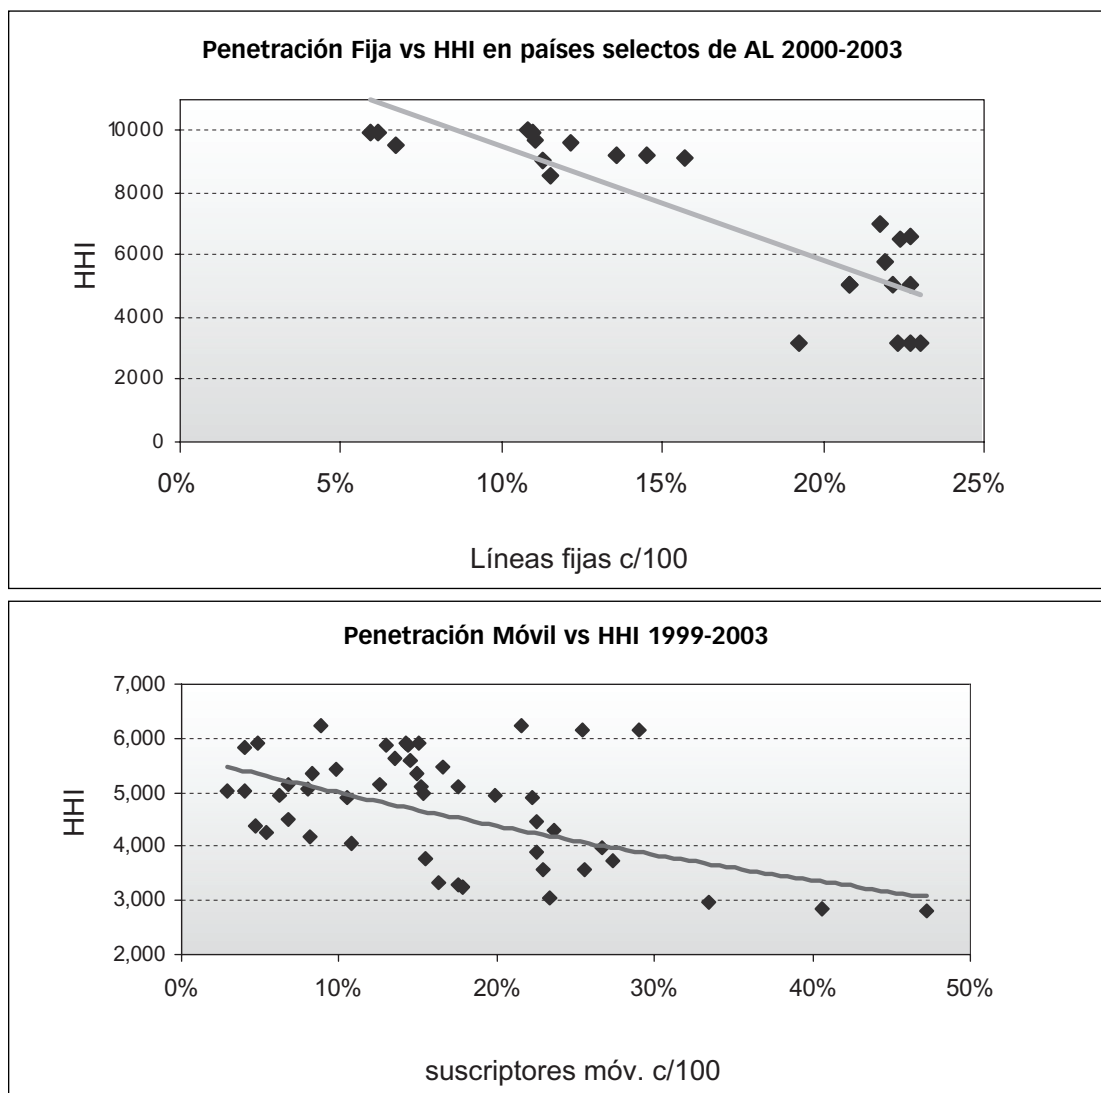 Penetración Fija vs HHI en países selectos de AL 2000-2003
10000
8000
6000
4000
2000
0
HHI
0% 5% 10% 15% 20% 25%
Líneas fijas c/100
Penetración Móvil vs HHI 1999-2003
7,000
6,000
5,000
4,000
3,000
2,000
HHI
0% 10% 20% 30% 40% 50%
suscriptores móv. c/100